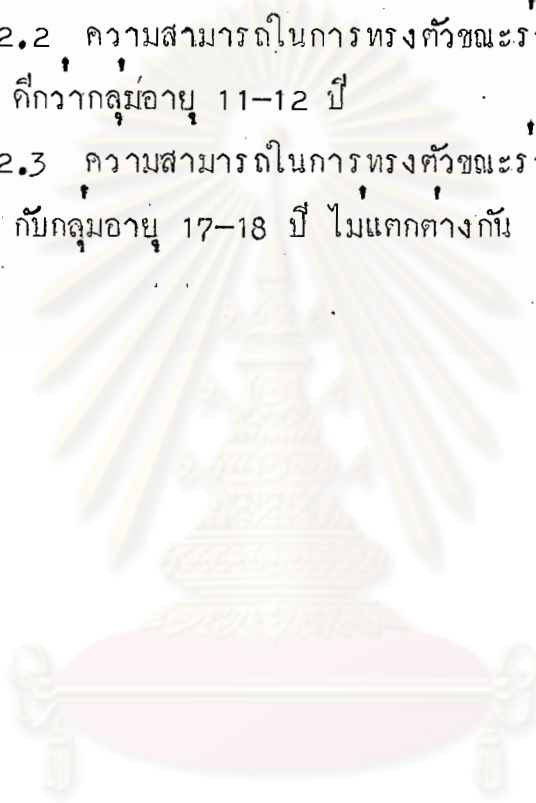 2.2 ความสามารถในการทรงตัวขณะร
ดีกว่ากลุ่มอายุ 11-12 ปี
2.3 ความสามารถในการทรงตัวขณะร
กับกลุ่มอายุ 17-18 ปี ไม่แตกต่างกัน